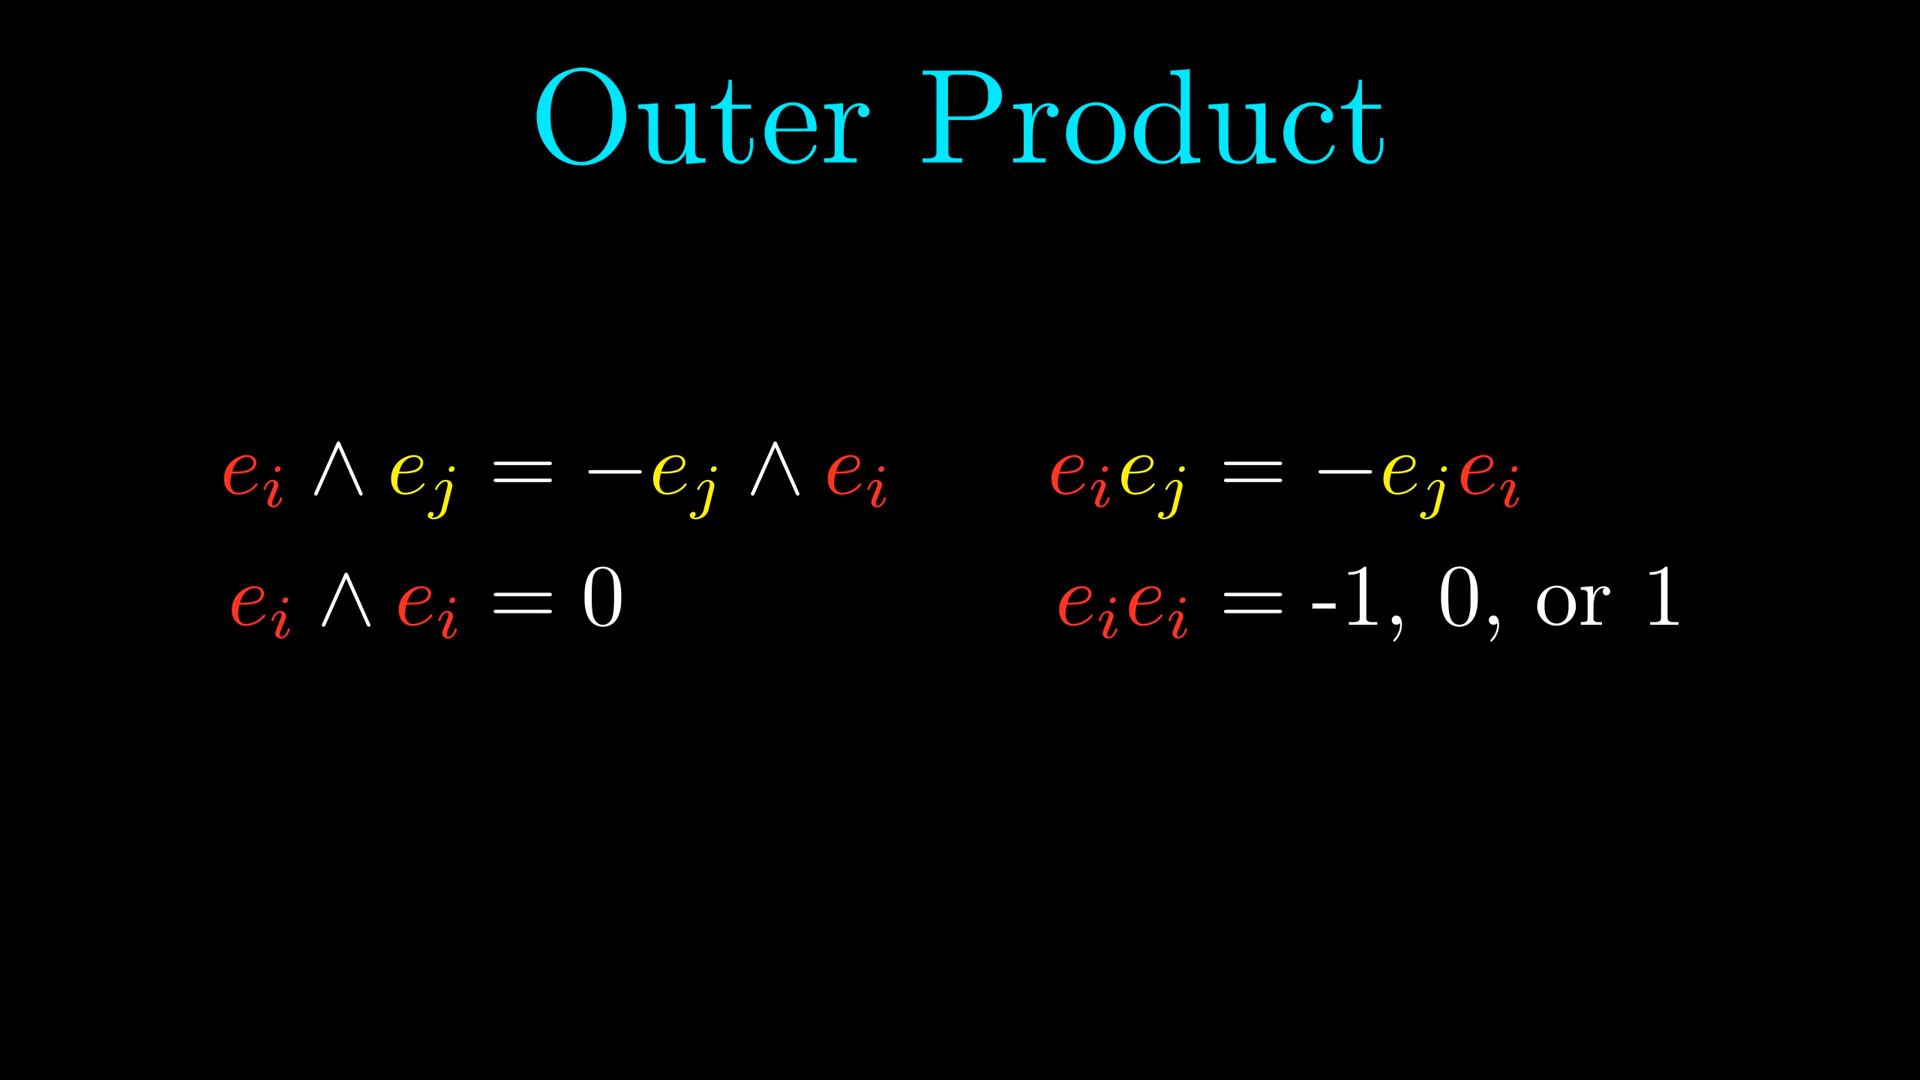 Outer Product
e_i ∧ e_j = −e_j ∧ e_i
e_i ∧ e_i = 0
e_i e_j = −e_j e_i
e_i e_i = -1, 0, or 1